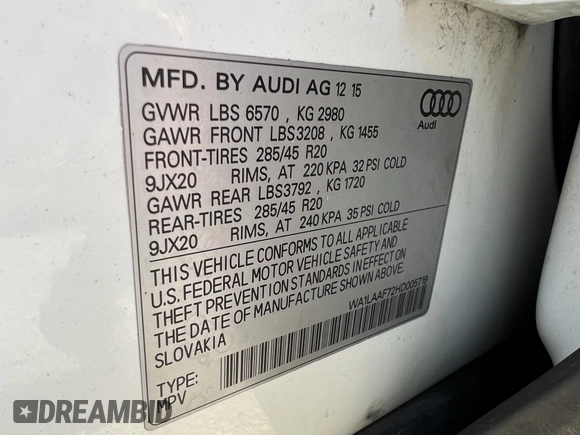 MFD. BY AUDI AG 12 15
Audi
GVWR LBS 6570 , KG 2980
GAWR FRONT LBS3208 , KG 1455
FRONT-TIRES 285/45 R20
9JX20 RIMS, AT 220 KPA 32 PSI COLD
GAWR REAR LBS3792 , KG 1720
REAR-TIRES 285/45 R20
9JX20 RIMS, AT 240 KPA 35 PSI COLD
THIS VEHICLE CONFORMS TO ALL APPLICABLE
U.S. FEDERAL MOTOR VEHICLE SAFETY AND
THEFT PREVENTION STANDARDS IN EFFECT ON
THE DATE OF MANUFACTURE SHOWN ABOVE.
SLOVAKIA
WA1LAAF72HD005719
TYPE:
MPV
DREAMBID